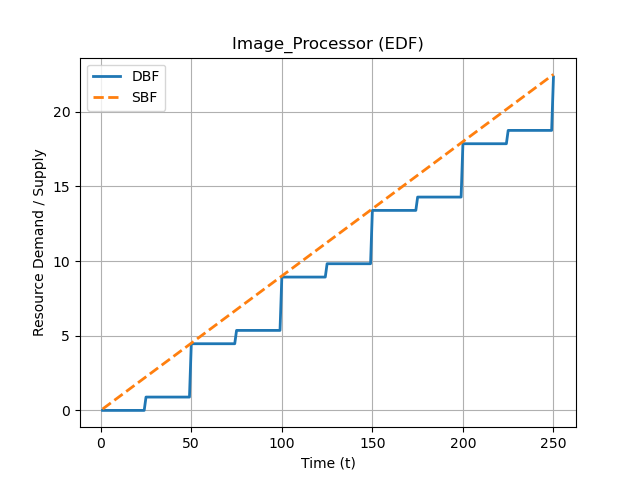 Image_Processor (EDF)
DBF
SBF
Resource Demand / Supply
20
15
10
5
0
0 50 100 150 200 250
Time (t)